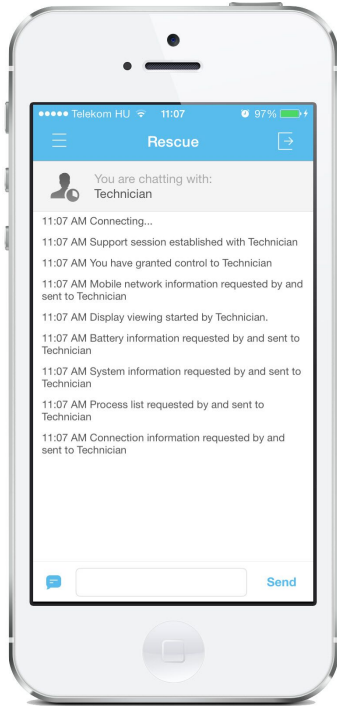 Telekom HU 11:07 97%
Rescue
You are chatting with:
Technician
11:07 AM Connecting...
11:07 AM Support session established with Technician
11:07 AM You have granted control to Technician
11:07 AM Mobile network information requested by and
sent to Technician
11:07 AM Display viewing started by Technician.
11:07 AM Battery information requested by and sent to
Technician
11:07 AM System information requested by and sent to
Technician
11:07 AM Process list requested by and sent to
Technician
11:07 AM Connection information requested by and
sent to Technician
Send